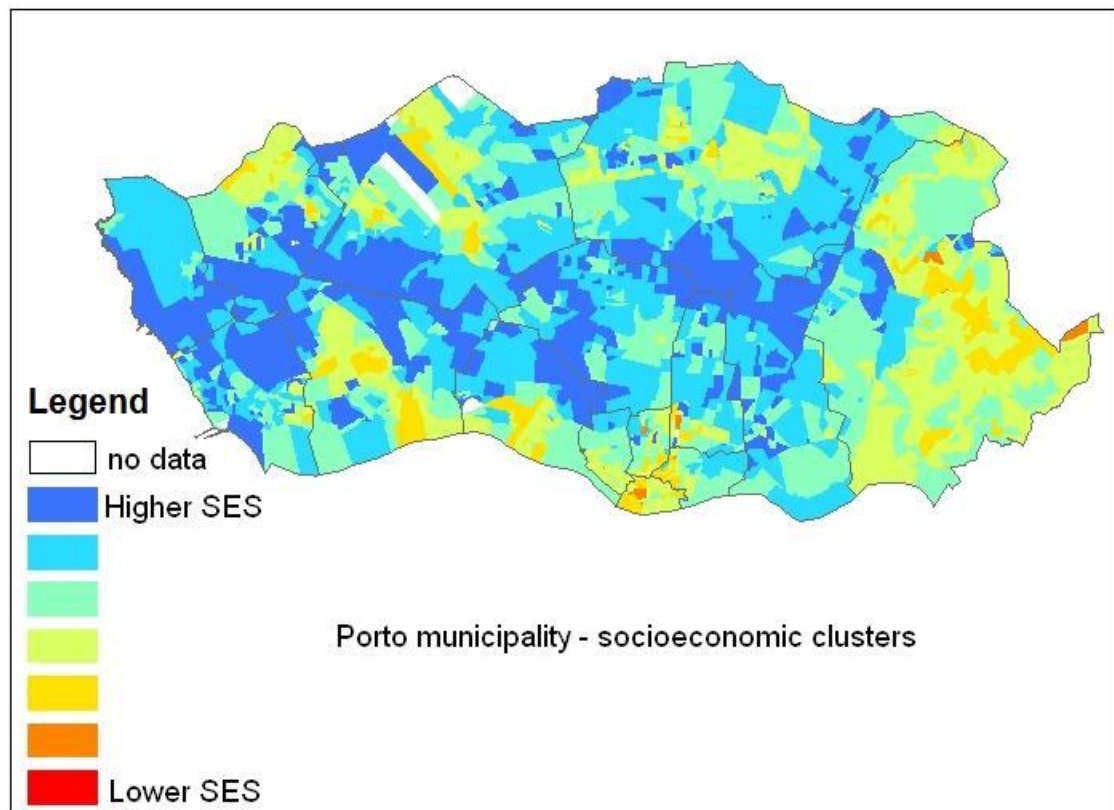 Legend
no data
Higher SES
Lower SES
Porto municipality - socioeconomic clusters